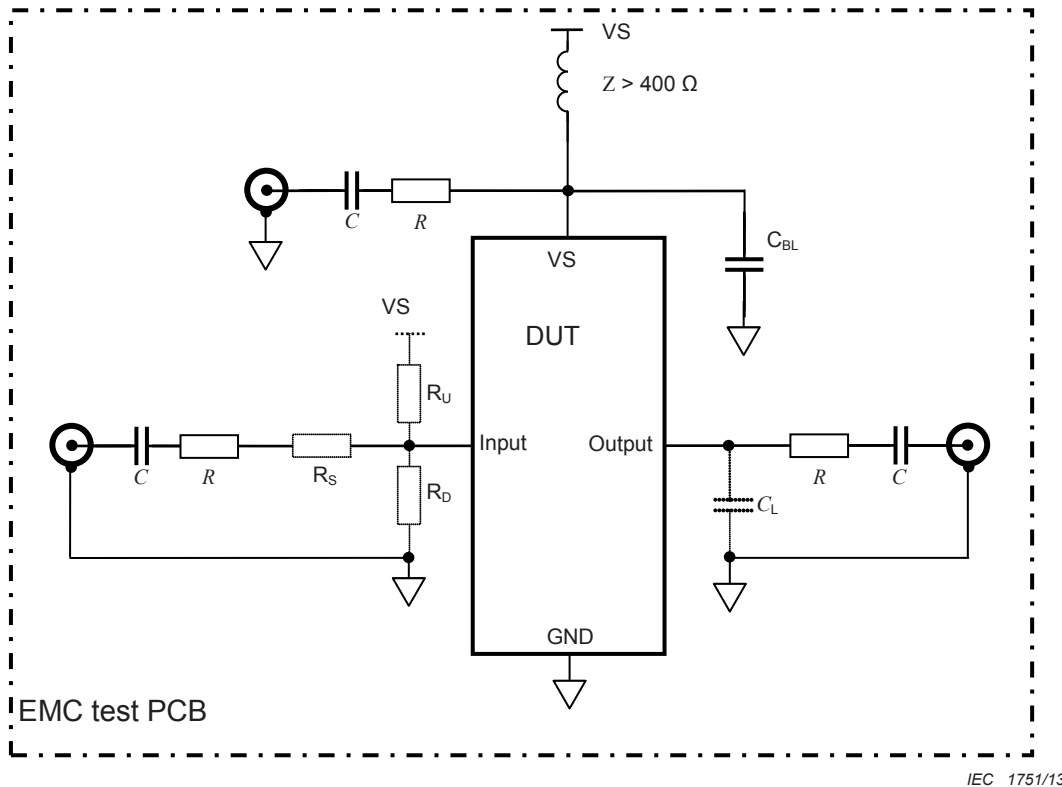 VS
Z > 400 Ω
C
R
VS
C_BL
VS
DUT
R_U
Input
Output
C
R
R_S
R_D
R
C
C_L
GND
EMC test PCB
IEC 1751/13